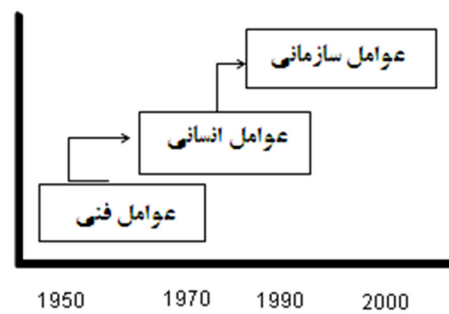 عوامل سازمانی
عوامل انسانی
عوامل فنی
1950 1970 1990 2000